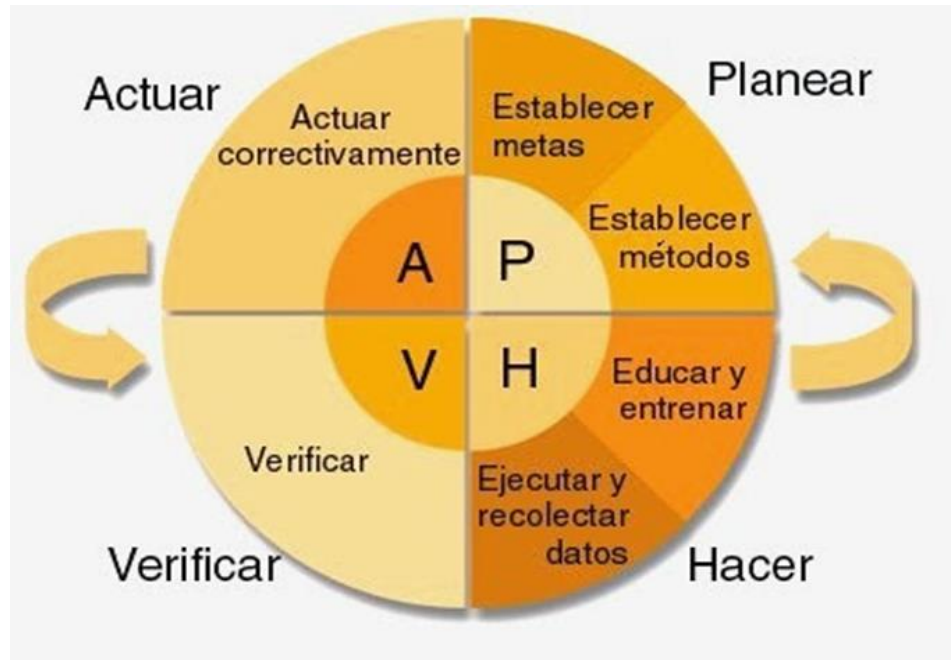 Actuar
Planear
Actuar
correctivamente
Establecer
metas
Establecer
métodos
A
P
V
H
Educar y
entrenar
Verificar
Ejecutar y
recolectar
datos
Verificar
Hacer